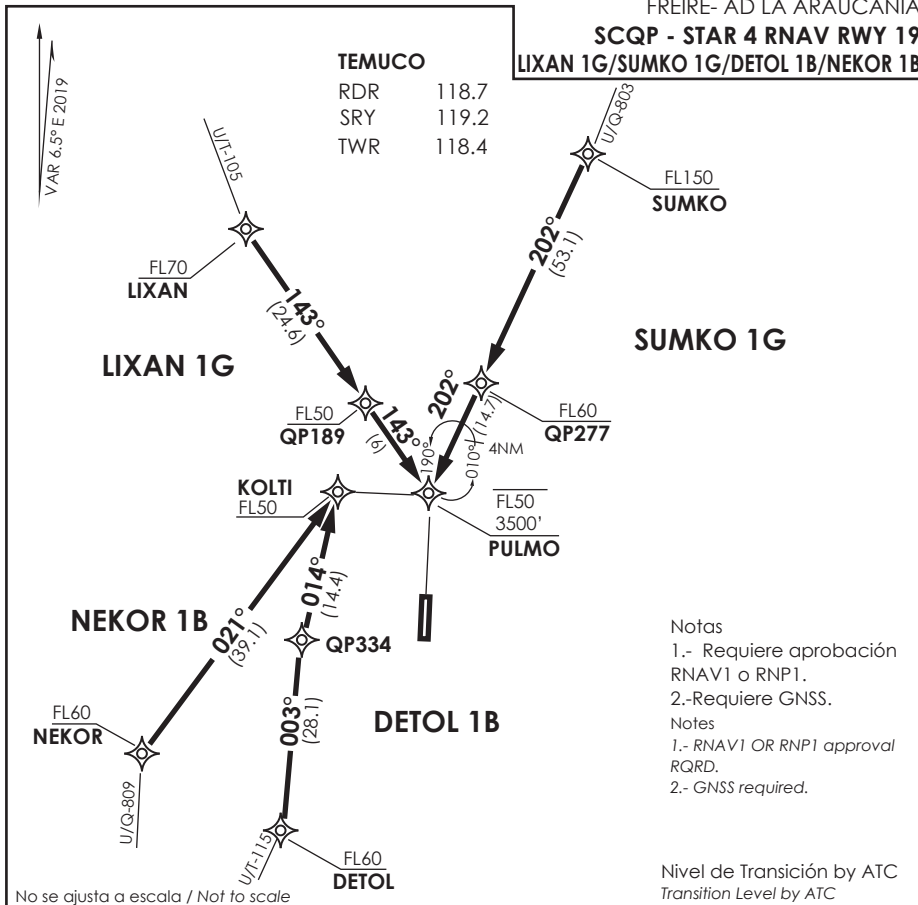 FREIRE- AD LA ARAUCANIA
SCQP - STAR 4 RNAV RWY 19
LIXAN 1G/SUMKO 1G/DETOL 1B/NEKOR 1B
VAR 6.5° E 2019
TEMUCO
RDR 118.7
SRY 119.2
TWR 118.4
U/T-105
U/Q-803
FL150
SUMKO
202°
(53.1)
FL70
LIXAN
143°
(24.6)
LIXAN 1G
SUMKO 1G
FL50
QP189
143°
(6)
202°
(14.7)
190°
010°
4NM
FL60
QP277
KOLTI
FL50
FL50
3500'
PULMO
014°
(14.4)
NEKOR 1B
021°
(39.1)
QP334
FL60
NEKOR
003°
(28.1)
DETOL 1B
U/Q-809
U/T-115
FL60
DETOL
Notas
1.- Requiere aprobación
RNAV1 o RNP1.
2.-Requiere GNSS.
Notes
1.- RNAV1 OR RNP1 approval
RQRD.
2.- GNSS required.
No se ajusta a escala / Not to scale
Nivel de Transición by ATC
Transition Level by ATC